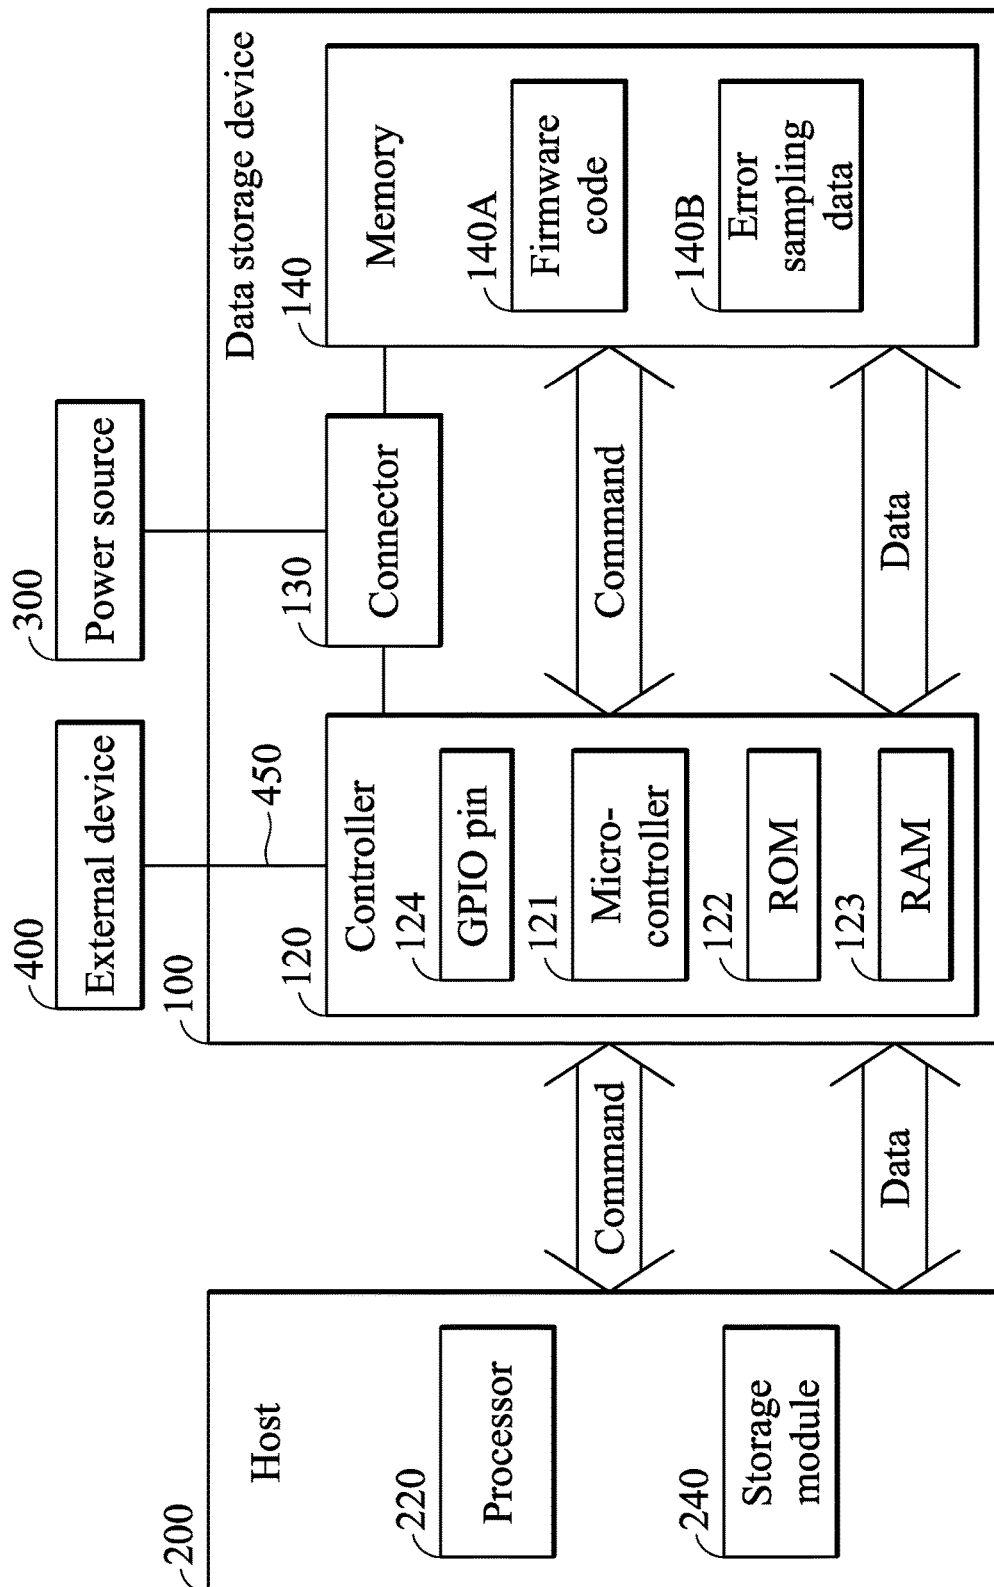 400
External device
300
Power source
450
200
Host
220
Processor
240
Storage
module
Command
Data
100
Data storage device
120
Controller
124
GPIO pin
121
Micro-
controller
122
ROM
123
RAM
130
Connector
Command
Data
140
Memory
140A
Firmware
code
140B
Error
sampling
data